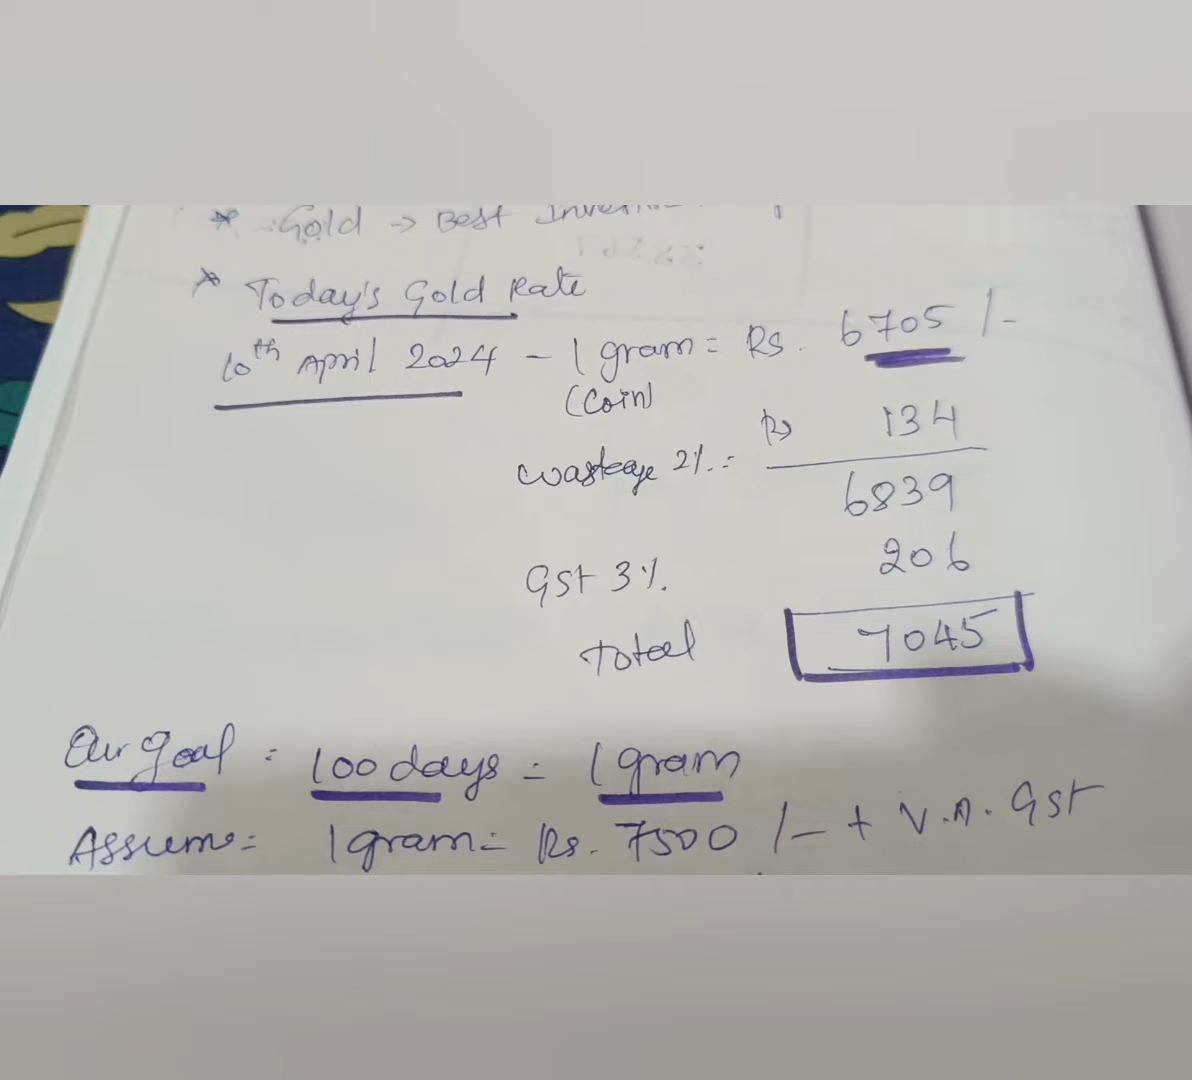 * Gold → Best
* Today's Gold Rate
10th April 2024 - 1 gram = Rs. 6705 /-
(Coin)
Wasteage 2%. = Rs 134
6839
GSt 3%. 206
Total 7045
Our goal = 100 days = 1 gram
Assume = 1 gram = Rs. 7500 /- + V.A. GSt